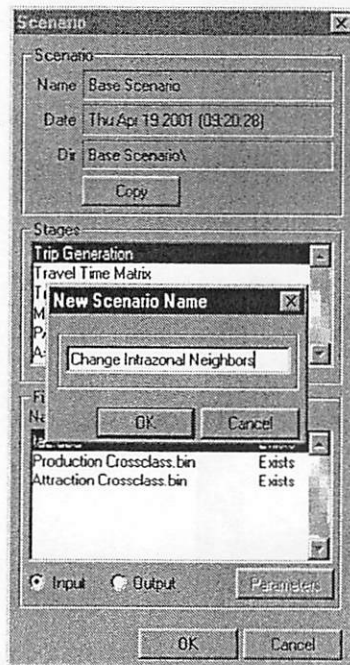 Scenario
Scenario
Name Base Scenario
Date Thu Apr 19 2001 (09:20:28)
Dir Base Scenario\
Copy
Stages
Trip Generation
Travel Time Matrix
New Scenario Name
Change Intrazonal Neighbors
OK Cancel
Exists
Production Crossclass.bin Exists
Attraction Crossclass.bin Exists
Input Output Parameters
OK Cancel